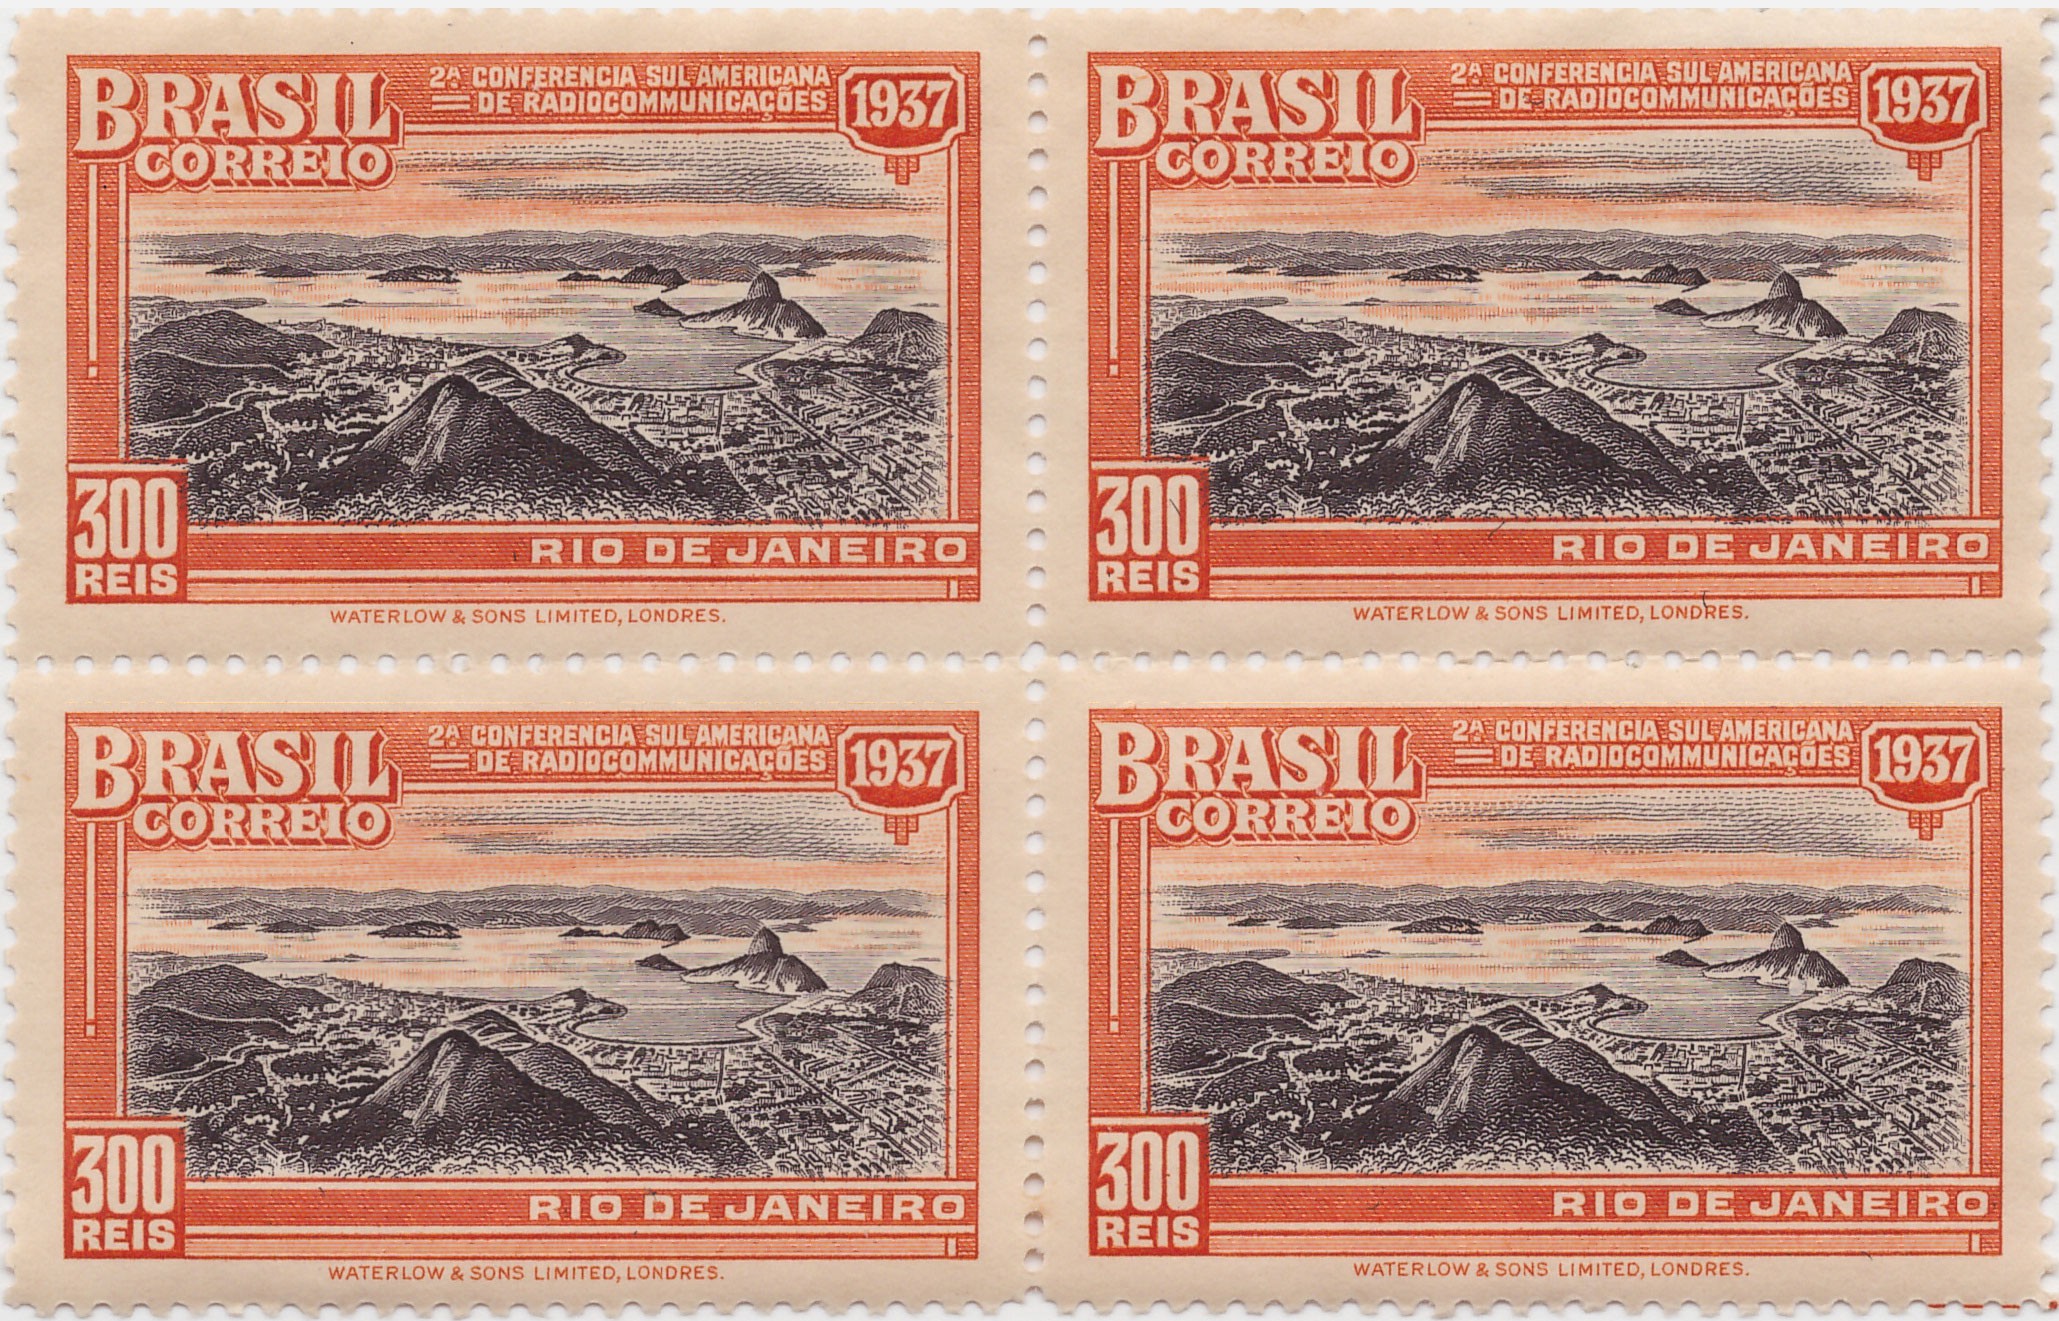 BRASIL
CORREIO
2ª CONFERENCIA SUL AMERICANA
DE RADIOCOMMUNICAÇÕES
1937
300
REIS
RIO DE JANEIRO
WATERLOW & SONS LIMITED, LONDRES.
BRASIL
CORREIO
2ª CONFERENCIA SUL AMERICANA
DE RADIOCOMMUNICAÇÕES
1937
300
REIS
RIO DE JANEIRO
WATERLOW & SONS LIMITED, LONDRES.
BRASIL
CORREIO
2ª CONFERENCIA SUL AMERICANA
DE RADIOCOMMUNICAÇÕES
1937
300
REIS
RIO DE JANEIRO
WATERLOW & SONS LIMITED, LONDRES.
BRASIL
CORREIO
2ª CONFERENCIA SUL AMERICANA
DE RADIOCOMMUNICAÇÕES
1937
300
REIS
RIO DE JANEIRO
WATERLOW & SONS LIMITED, LONDRES.